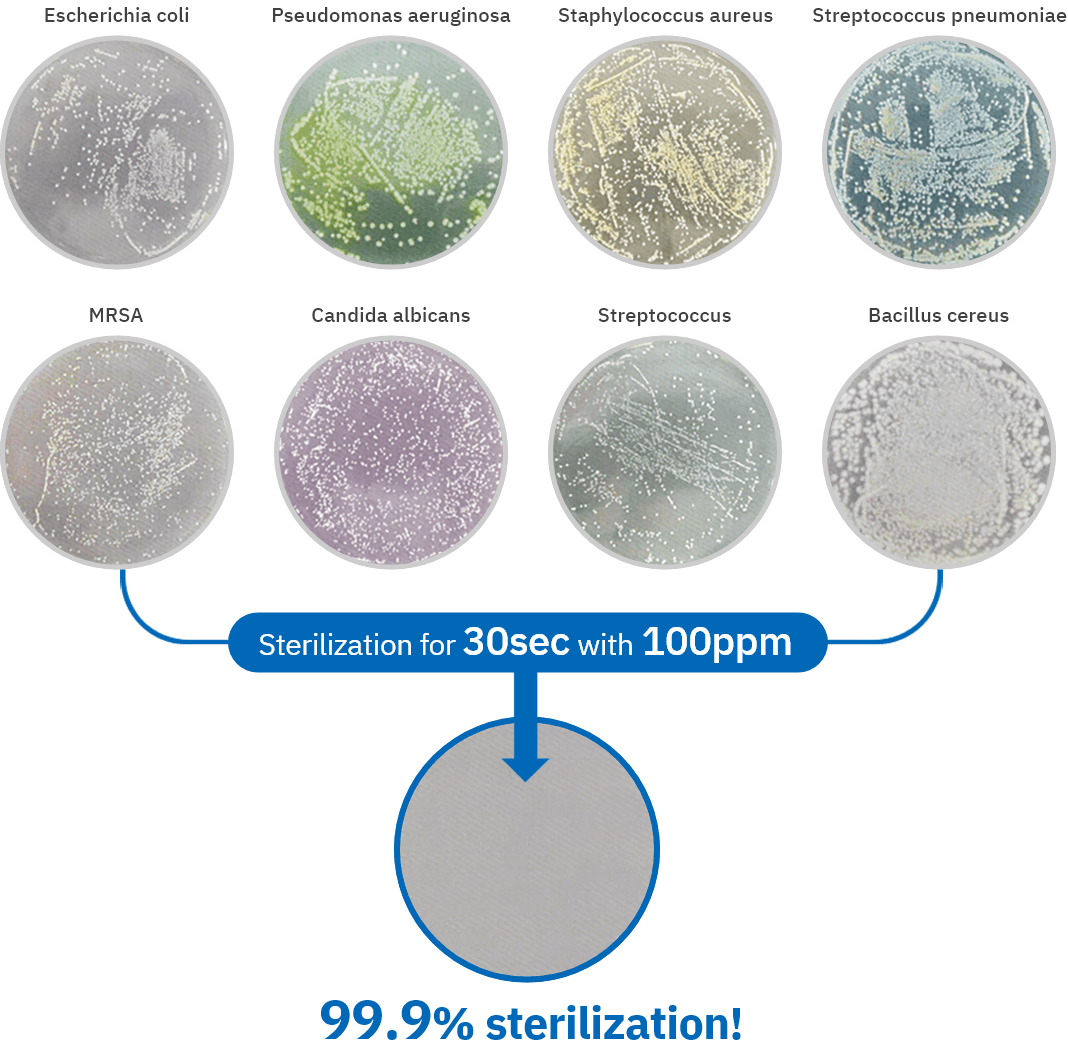 Escherichia coli
Pseudomonas aeruginosa
Staphylococcus aureus
Streptococcus pneumoniae
MRSA
Candida albicans
Streptococcus
Bacillus cereus
Sterilization for 30sec with 100ppm
99.9% sterilization!